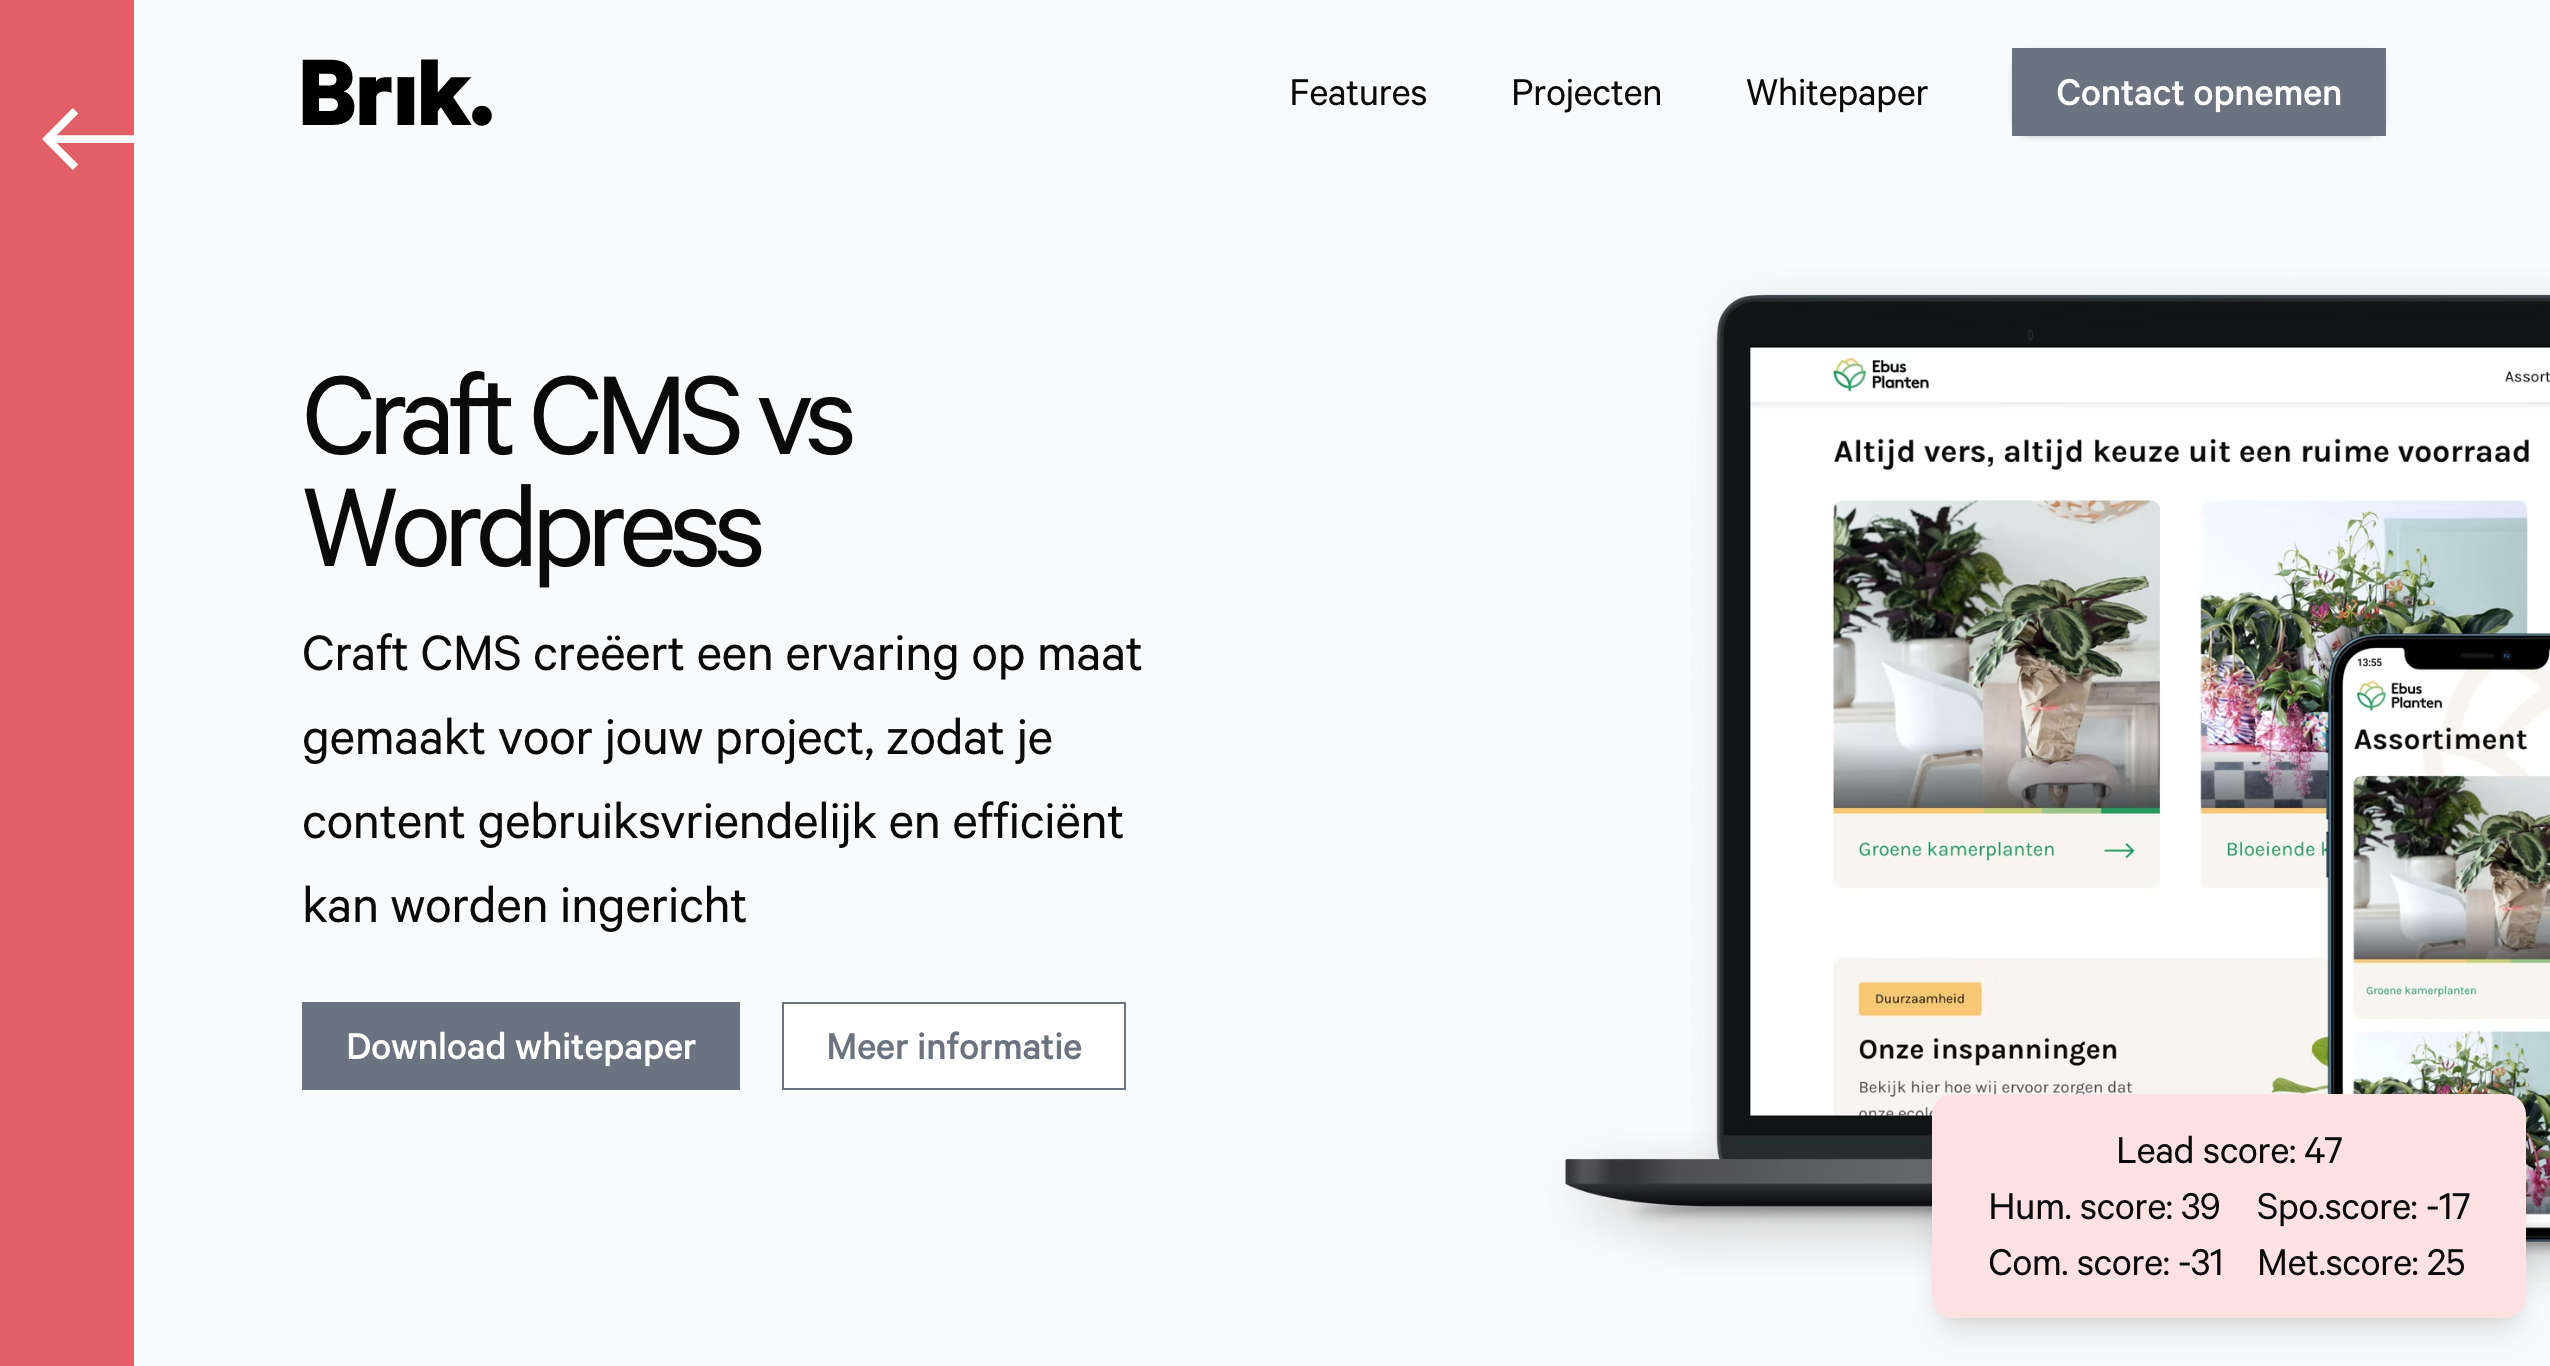 Brık.
Features
Projecten
Whitepaper
Contact opnemen
Craft CMS vs
Wordpress
Craft CMS creëert een ervaring op maat
gemaakt voor jouw project, zodat je
content gebruiksvriendelijk en efficiënt
kan worden ingericht
Download whitepaper
Meer informatie
Ebus
Planten
Assort
Altijd vers, altijd keuze uit een ruime voorraad
Groene kamerplanten
Bloeiende
Duurzaamheid
Onze inspanningen
Bekijk hier hoe wij ervoor zorgen dat
onze
13:55
Ebus
Planten
Assortiment
Groene kamerplanten
Lead score: 47
Hum. score: 39 Spo.score: -17
Com. score: -31 Met.score: 25